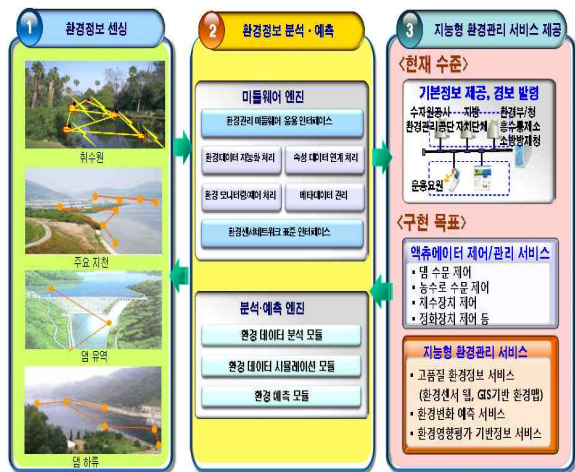 1 환경정보 센싱
취수원
주요 지천
댐 유역
댐 하류
2 환경정보 분석·예측
미들웨어 엔진
환경관리 미들웨어 응용 인터페이스
환경데이터 지능화 처리
속성 데이터 연계 처리
환경 모니터링/제어 처리
메타데이터 관리
환경센서네트워크 표준 인터페이스
분석·예측 엔진
환경 데이터 분석 모듈
환경 데이터 시뮬레이션 모듈
환경 예측 모듈
3 지능형 환경관리 서비스 제공
<현재 수준>
기본정보 제공, 경보 발령
수자원공사 지방 환경부/청
환경관리공단 자치단체 홍수통제소
소방방재청
운용요원
<구현 목표>
액츄에이터 제어/관리 서비스
• 댐 수문 제어
• 농수로 수문 제어
• 채수장치 제어
• 정화장치 제어 등
지능형 환경관리 서비스
• 고품질 환경정보 서비스
(환경센서 웹, GIS기반 환경맵)
• 환경변화 예측 서비스
• 환경영향평가 기반정보 서비스